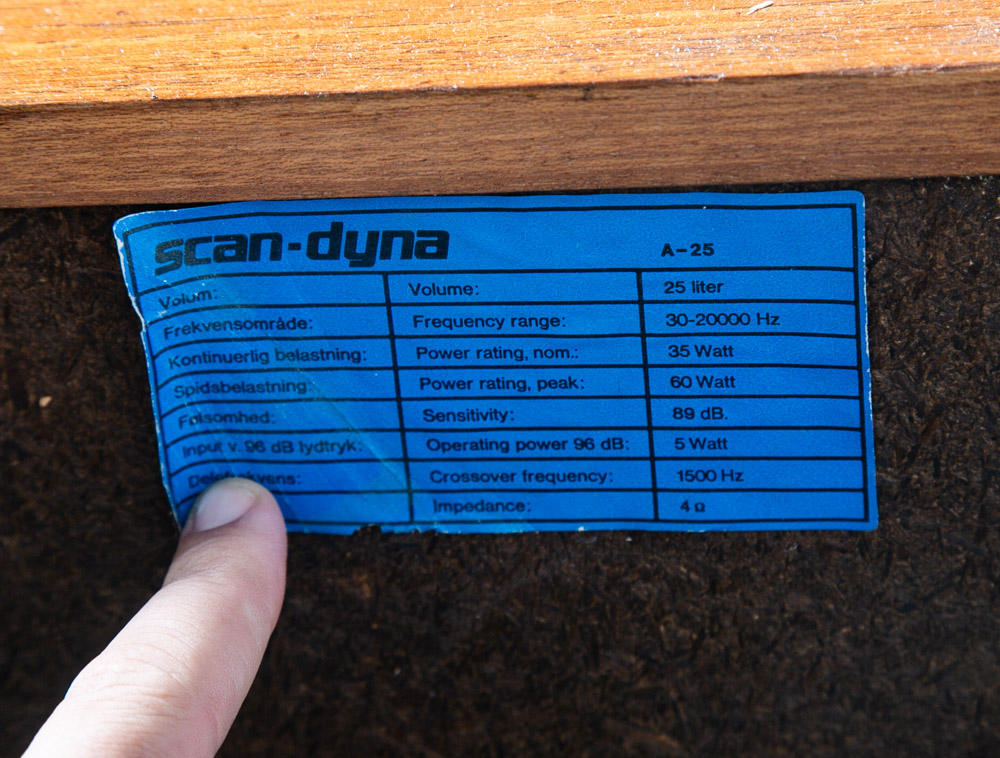 scan-dyna A-25
Volum: Volume: 25 liter
Frekvensområde: Frequency range: 30-20000 Hz
Kontinuerlig belastning: Power rating, nom.: 35 Watt
Spidsbelastning: Power rating, peak: 60 Watt
Følsomhed: Sensitivity: 89 dB.
Input v. 96 dB lydtryk: Operating power 96 dB: 5 Watt
Crossover frequency: 1500 Hz
Impedance: 4 Ω